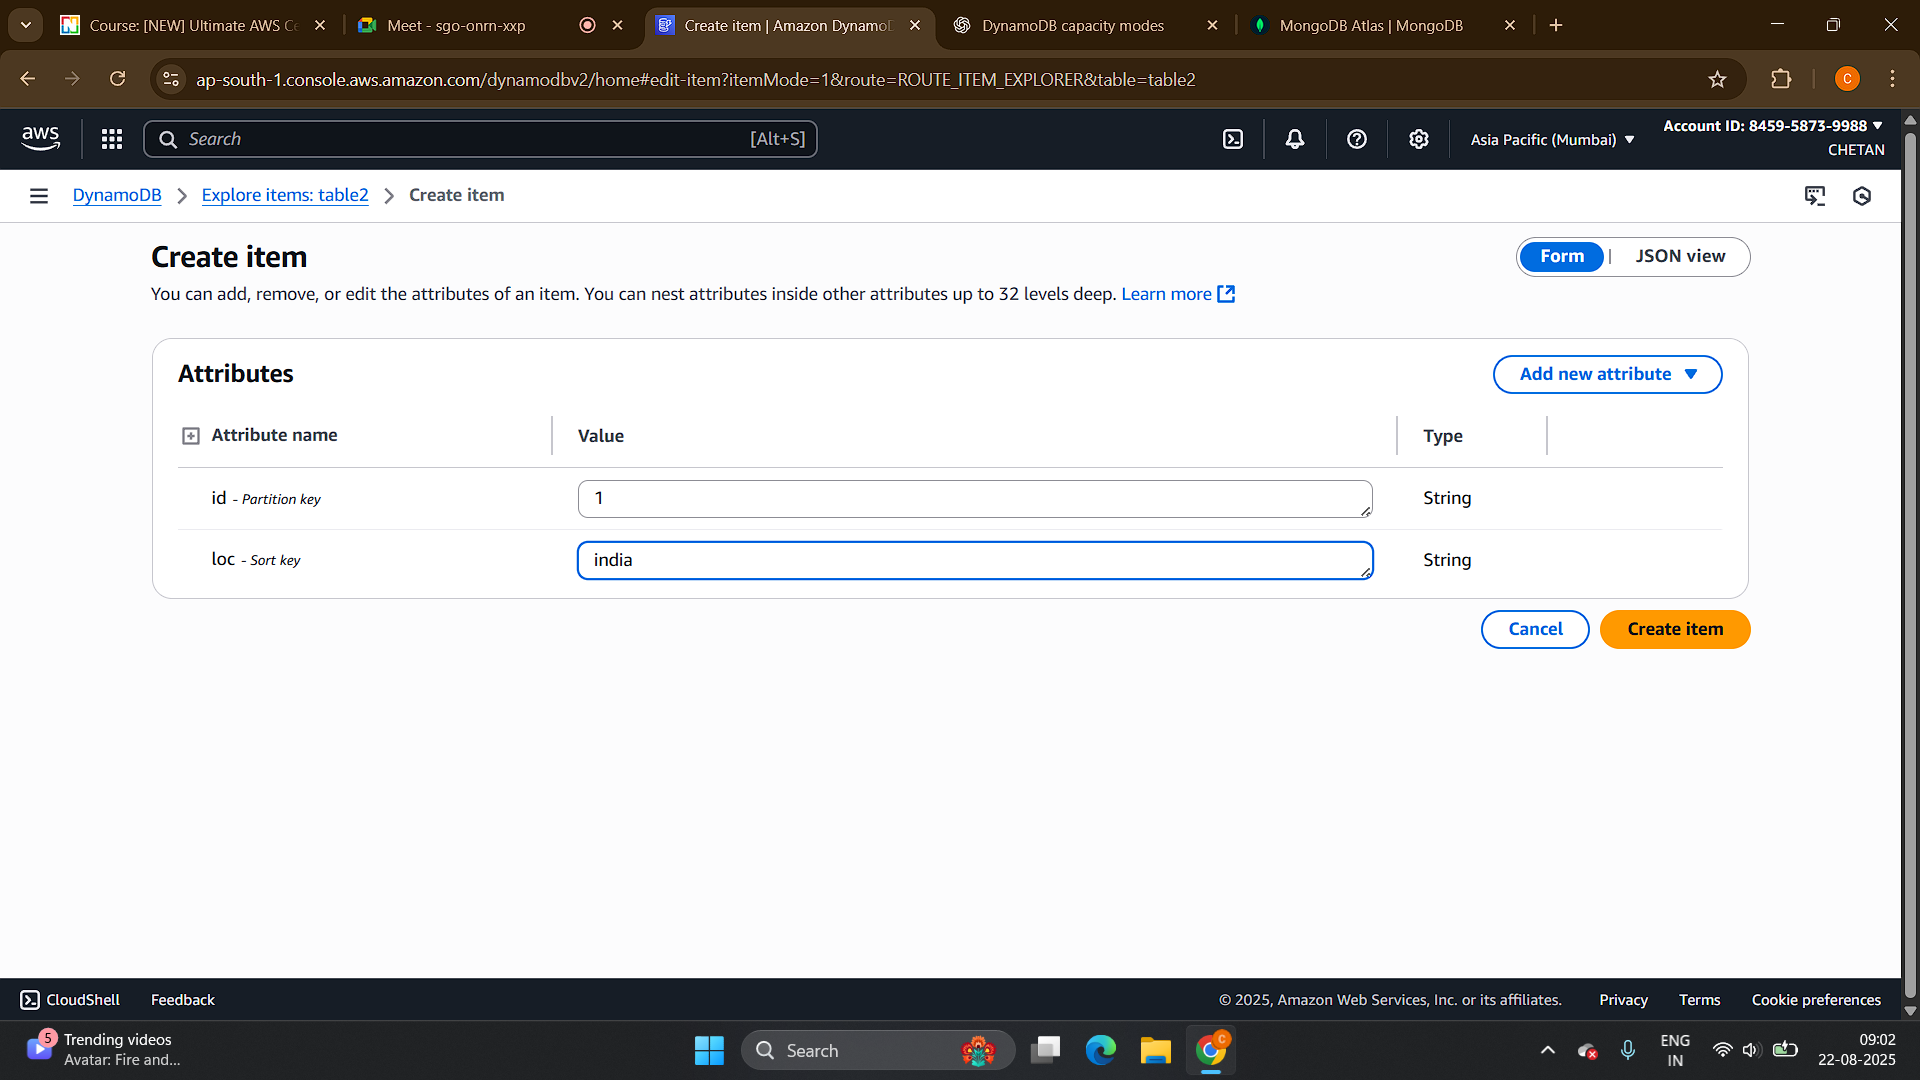 Course: [NEW] Ultimate AWS Ce
Meet - sgo-onrn-xxp
Create item | Amazon Dynamo
DynamoDB capacity modes
MongoDB Atlas | MongoDB
ap-south-1.console.aws.amazon.com/dynamodbv2/home#edit-item?itemMode=1&route=ROUTE_ITEM_EXPLORER&table=table2
C
aws
Search
[Alt+S]
Asia Pacific (Mumbai)
Account ID: 8459-5873-9988
CHETAN
DynamoDB
Explore items: table2
Create item
Create item
Form
JSON view
You can add, remove, or edit the attributes of an item. You can nest attributes inside other attributes up to 32 levels deep. Learn more
Attributes
Add new attribute
Attribute name
Value
Type
id - Partition key
1
String
loc - Sort key
india
String
Cancel
Create item
CloudShell
Feedback
© 2025, Amazon Web Services, Inc. or its affiliates.
Privacy
Terms
Cookie preferences
5
Trending videos
Avatar: Fire and...
Search
C
ENG
IN
09:02
22-08-2025